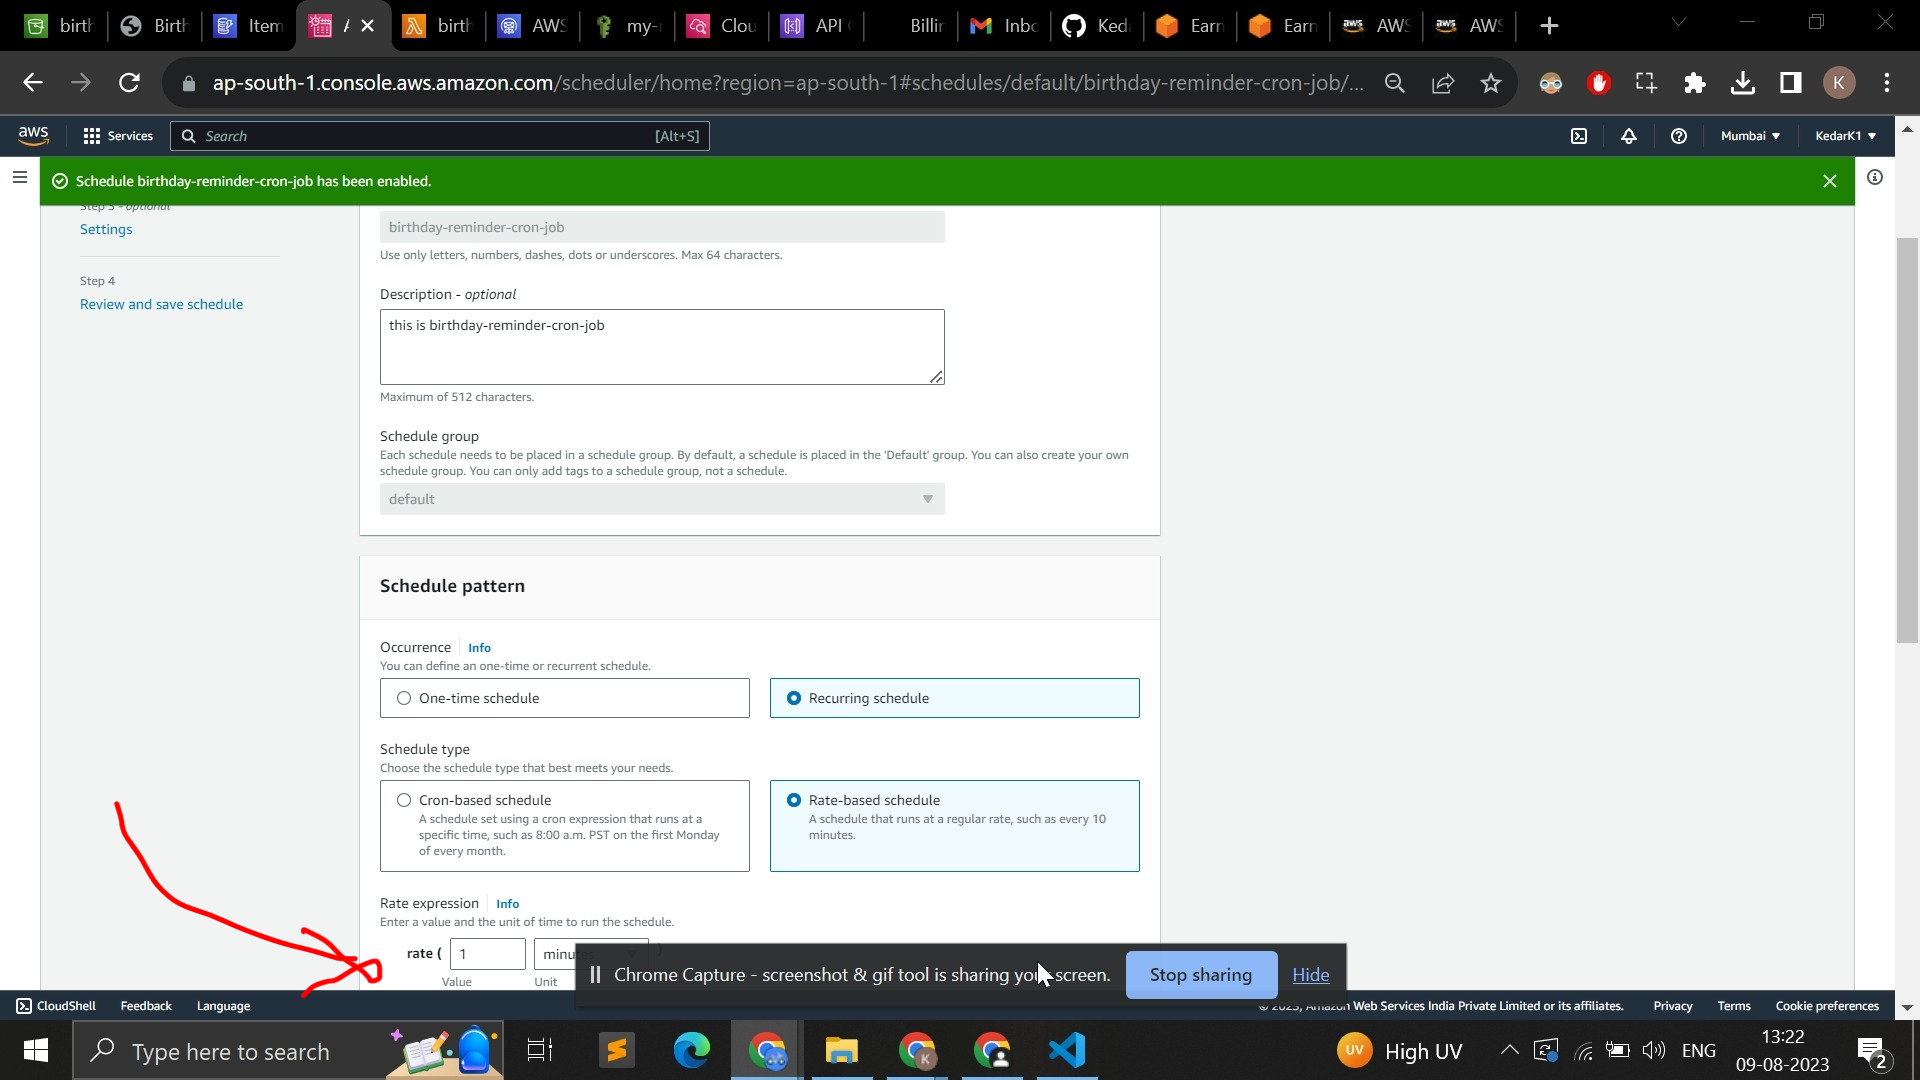 birth
Birth
Item
birth
AWS
my-r
Clou
API
Billin
Inbo
Keda
Earn
Earn
AWS
AWS
ap-south-1.console.aws.amazon.com/scheduler/home?region=ap-south-1#schedules/default/birthday-reminder-cron-job/...
K
aws
Services
Search
[Alt+S]
Mumbai
KedarK1
Schedule birthday-reminder-cron-job has been enabled.
Step 3 - optional
Settings
Step 4
Review and save schedule
birthday-reminder-cron-job
Use only letters, numbers, dashes, dots or underscores. Max 64 characters.
Description - optional
this is birthday-reminder-cron-job
Maximum of 512 characters.
Schedule group
Each schedule needs to be placed in a schedule group. By default, a schedule is placed in the 'Default' group. You can also create your own
schedule group. You can only add tags to a schedule group, not a schedule.
default
Schedule pattern
Occurrence Info
You can define an one-time or recurrent schedule.
One-time schedule
Recurring schedule
Schedule type
Choose the schedule type that best meets your needs.
Cron-based schedule
A schedule set using a cron expression that runs at a
specific time, such as 8:00 a.m. PST on the first Monday
of every month.
Rate-based schedule
A schedule that runs at a regular rate, such as every 10
minutes.
Rate expression Info
Enter a value and the unit of time to run the schedule.
rate ( 1 minu
Value Unit
Chrome Capture - screenshot & gif tool is sharing your screen.
Stop sharing
Hide
CloudShell
Feedback
Language
© 2023, Amazon Web Services India Private Limited or its affiliates.
Privacy
Terms
Cookie preferences
Type here to search
K
UV
High UV
ENG
13:22
09-08-2023
2